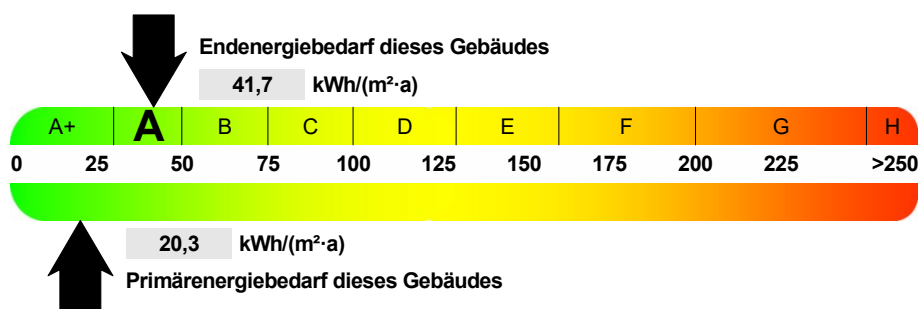 Endenergiebedarf dieses Gebäudes
41,7 kWh/(m²·a)
A+ A B C D E F G H
0 25 50 75 100 125 150 175 200 225 >250
20,3 kWh/(m²·a)
Primärenergiebedarf dieses Gebäudes